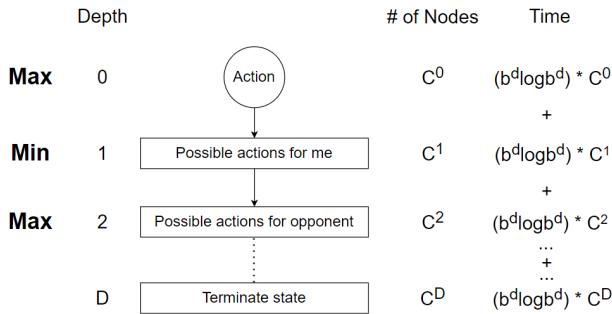 Depth # of Nodes Time
Max 0 Action C⁰ (bᵈlogbᵈ) * C⁰
+
Min 1 Possible actions for me C¹ (bᵈlogbᵈ) * C¹
+
Max 2 Possible actions for opponent C² (bᵈlogbᵈ) * C²
...
+
...
D Terminate state Cᴰ (bᵈlogbᵈ) * Cᴰ